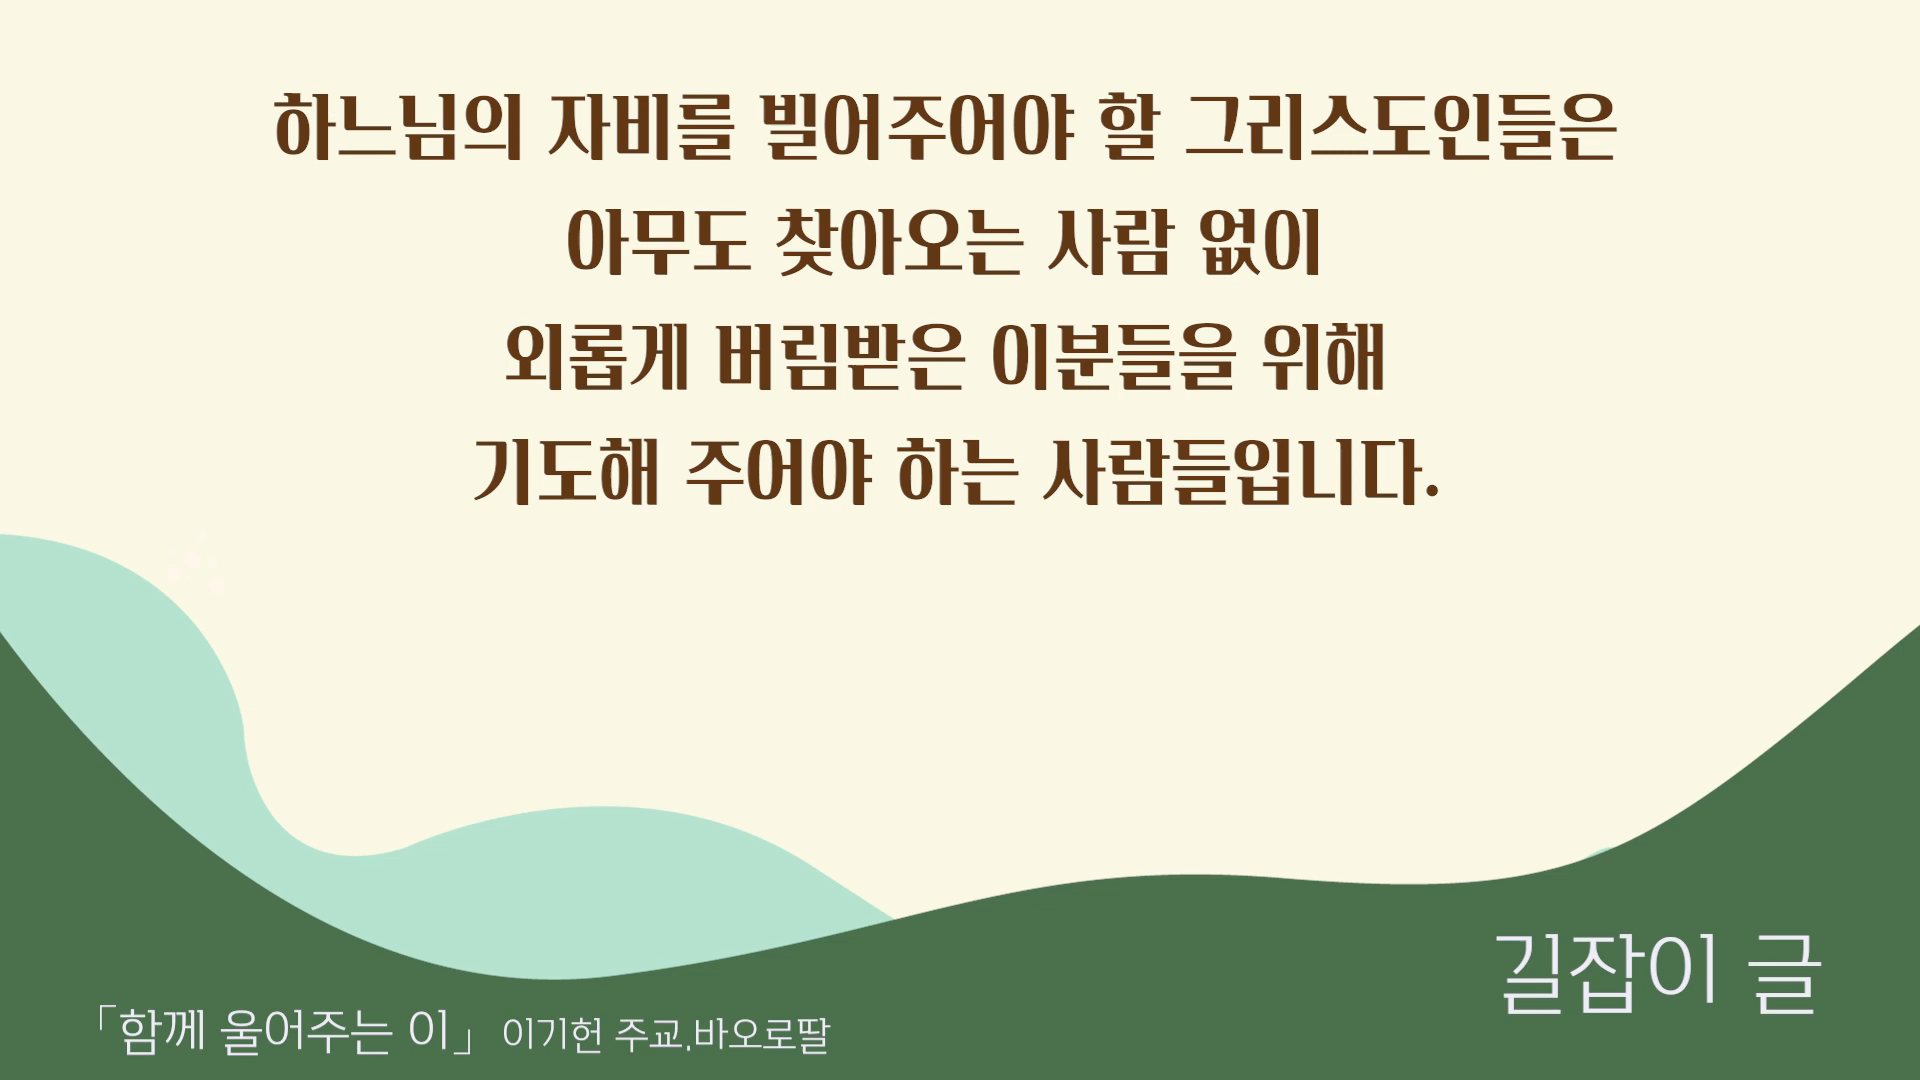 하느님의 자비를 빌어주어야 할 그리스도인들은
아무도 찾아오는 사람 없이
외롭게 버림받은 이분들을 위해
기도해 주어야 하는 사람들입니다.
길잡이 글
「함께 울어주는 이」 이기헌 주교.바오로딸